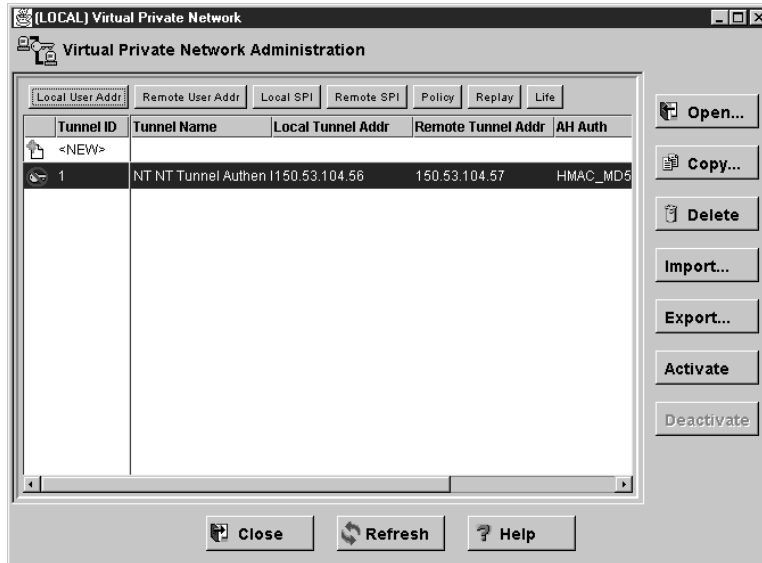 (LOCAL) Virtual Private Network
Virtual Private Network Administration
Local User Addr Remote User Addr Local SPI Remote SPI Policy Replay Life
Tunnel ID Tunnel Name Local Tunnel Addr Remote Tunnel Addr AH Auth
<NEW>
1 NT NT Tunnel Authen 150.53.104.56 150.53.104.57 HMAC_MD5
Open...
Copy...
Delete
Import...
Export...
Activate
Deactivate
Close Refresh Help